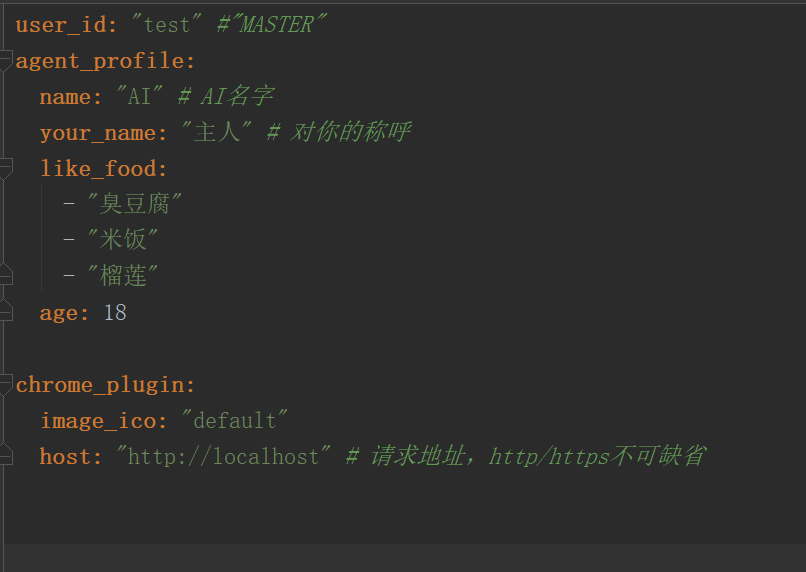 user_id: "test" #"MASTER"
agent_profile:
  name: "AI" # AI名字
  your_name: "主人" # 对你的称呼
  like_food:
    - "臭豆腐"
    - "米饭"
    - "榴莲"
  age: 18
chrome_plugin:
  image_ico: "default"
  host: "http://localhost" # 请求地址，http/https不可缺省